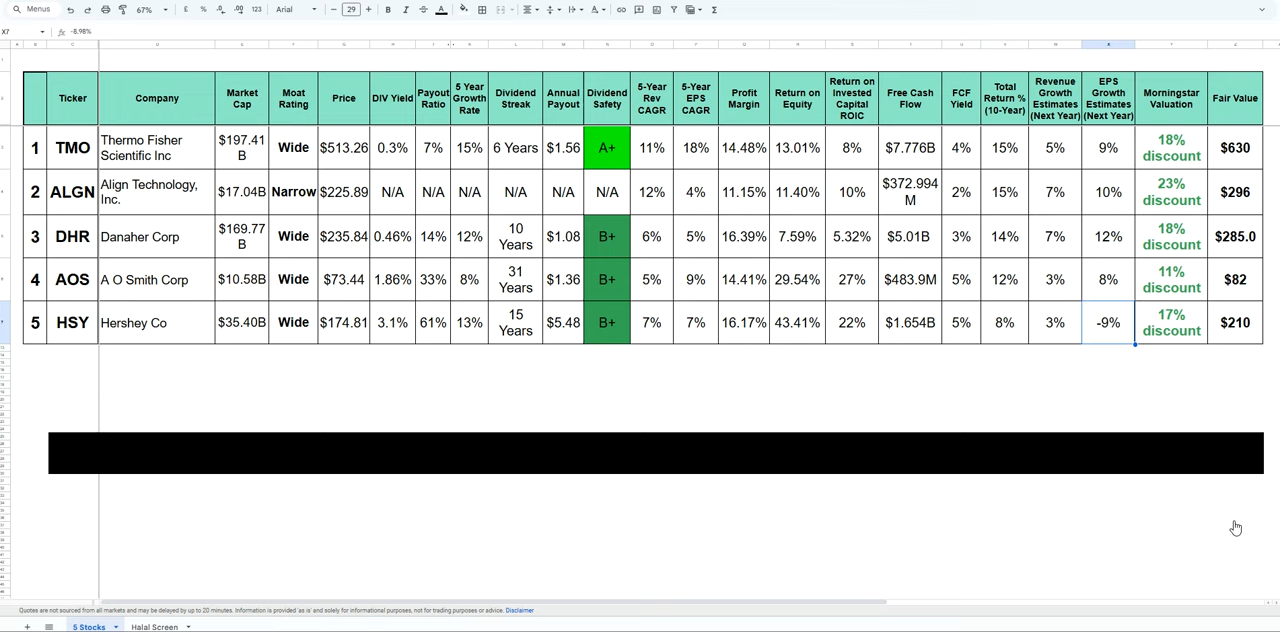 Menus
67%
£
%
.0
.00
123
Arial
29
B
I
A
Σ
X7
fx
-8.98%
Ticker
Company
Market
Cap
Moat
Rating
Price
DIV Yield
Payout
Ratio
5 Year
Growth
Rate
Dividend
Streak
Annual
Payout
Dividend
Safety
5-Year
Rev
CAGR
5-Year
EPS
CAGR
Profit
Margin
Return on
Equity
Return on
Invested
Capital
ROIC
Free Cash
Flow
FCF
Yield
Total
Return %
(10-Year)
Revenue
Growth
Estimates
(Next Year)
EPS
Growth
Estimates
(Next Year)
Morningstar
Valuation
Fair Value
1
TMO
Thermo Fisher
Scientific Inc
$197.41
B
Wide
$513.26
0.3%
7%
15%
6 Years
$1.56
A+
11%
18%
14.48%
13.01%
8%
$7.776B
4%
15%
5%
9%
18%
discount
$630
2
ALGN
Align Technology,
Inc.
$17.04B
Narrow
$225.89
N/A
N/A
N/A
N/A
N/A
N/A
12%
4%
11.15%
11.40%
10%
$372.994
M
2%
15%
7%
10%
23%
discount
$296
3
DHR
Danaher Corp
$169.77
B
Wide
$235.84
0.46%
14%
12%
10
Years
$1.08
B+
6%
5%
16.39%
7.59%
5.32%
$5.01B
3%
14%
7%
12%
18%
discount
$285.0
4
AOS
A O Smith Corp
$10.58B
Wide
$73.44
1.86%
33%
8%
31
Years
$1.36
B+
5%
9%
14.41%
29.54%
27%
$483.9M
5%
12%
3%
8%
11%
discount
$82
5
HSY
Hershey Co
$35.40B
Wide
$174.81
3.1%
61%
13%
15
Years
$5.48
B+
7%
7%
16.17%
43.41%
22%
$1.654B
5%
8%
3%
-9%
17%
discount
$210
Quotes are not sourced from all markets and may be delayed by up to 20 minutes. Information is provided 'as is' and solely for informational purposes, not for trading purposes or advice. Disclaimer
5 Stocks
Halal Screen